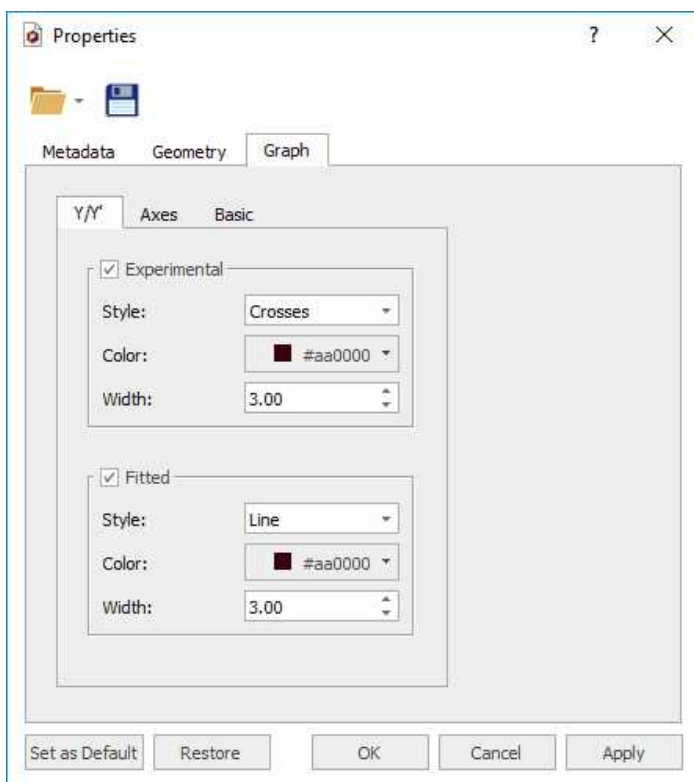 Properties ?
Metadata Geometry Graph
Y/Y' Axes Basic
Experimental
Style: Crosses
Color: #aa0000
Width: 3.00
Fitted
Style: Line
Color: #aa0000
Width: 3.00
Set as Default Restore OK Cancel Apply